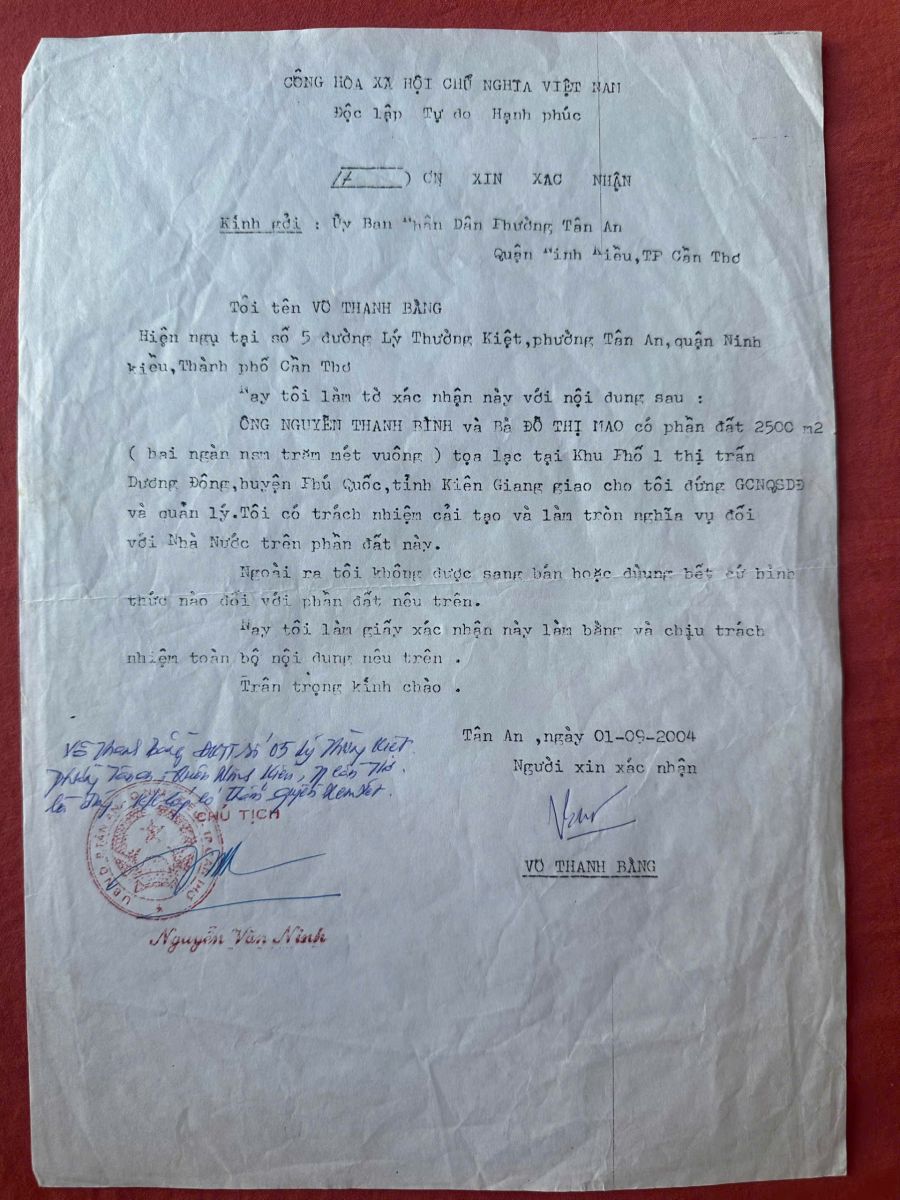 CÔNG HÒA XÃ HỘI CHỦ NGHĨA VIỆT NAM
Độc lập Tự do Hạnh phúc
) ƠN XIN XAC NHẬN
Kính gởi : Ủy Ban Nhân Dân Phường Tân An
Quận Ninh Kiều,TP Cần Thơ
Tôi tên VÕ THANH BẰNG
Hiện ngụ tại số 5 đường Lý Thường Kiệt,phường Tân An,quận Ninh
kiều,Thành phố Cần Thơ
Nay tôi làm tờ xác nhận này với nội dung sau :
ÔNG NGUYỄN THANH BÌNH và Bà ĐỖ THỊ MAO có phần đất 2500 m2
( hai ngàn năm trăm mét vuông ) tọa lạc tại Khu Phố 1 thị trấn
Dương Đông,huyện Phú Quốc,tỉnh Kiên Giang giao cho tôi đứng GCNQSDĐ
và quản lý.Tôi có trách nhiệm cải tạo và làm tròn nghĩa vụ đối
với Nhà Nước trên phần đất này.
Ngoài ra tôi không được sang bán hoặc dùung bất cứ hình
thức nào đối với phần đất nêu trên.
Nay tôi làm giấy xác nhận này làm bằng và chịu trách
nhiệm toàn bộ nội dung nêu trên .
Trân trọng kính chào .
Tân An ,ngày 01-09-2004
Người xin xác nhận
VÕ THANH BẰNG
Võ Thanh Bằng ĐKTT số 05 Lý Thường Kiệt
Phường Tân An, Quận Ninh Kiều, TP Cần Thơ
CHỦ TỊCH
Nguyễn Văn Ninh